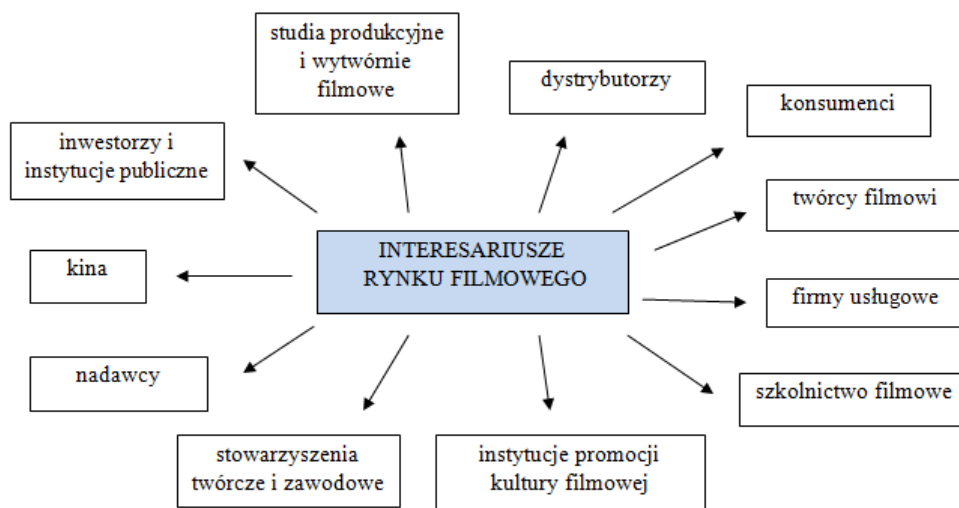 studia produkcyjne
i wytwórnie
filmowe
dystrybutorzy
konsumenci
inwestorzy i
instytucje publiczne
twórcy filmowi
INTERESARIUSZE
RYNKU FILMOWEGO
kina
firmy usługowe
nadawcy
szkolnictwo filmowe
stowarzyszenia
twórcze i zawodowe
instytucje promocji
kultury filmowej